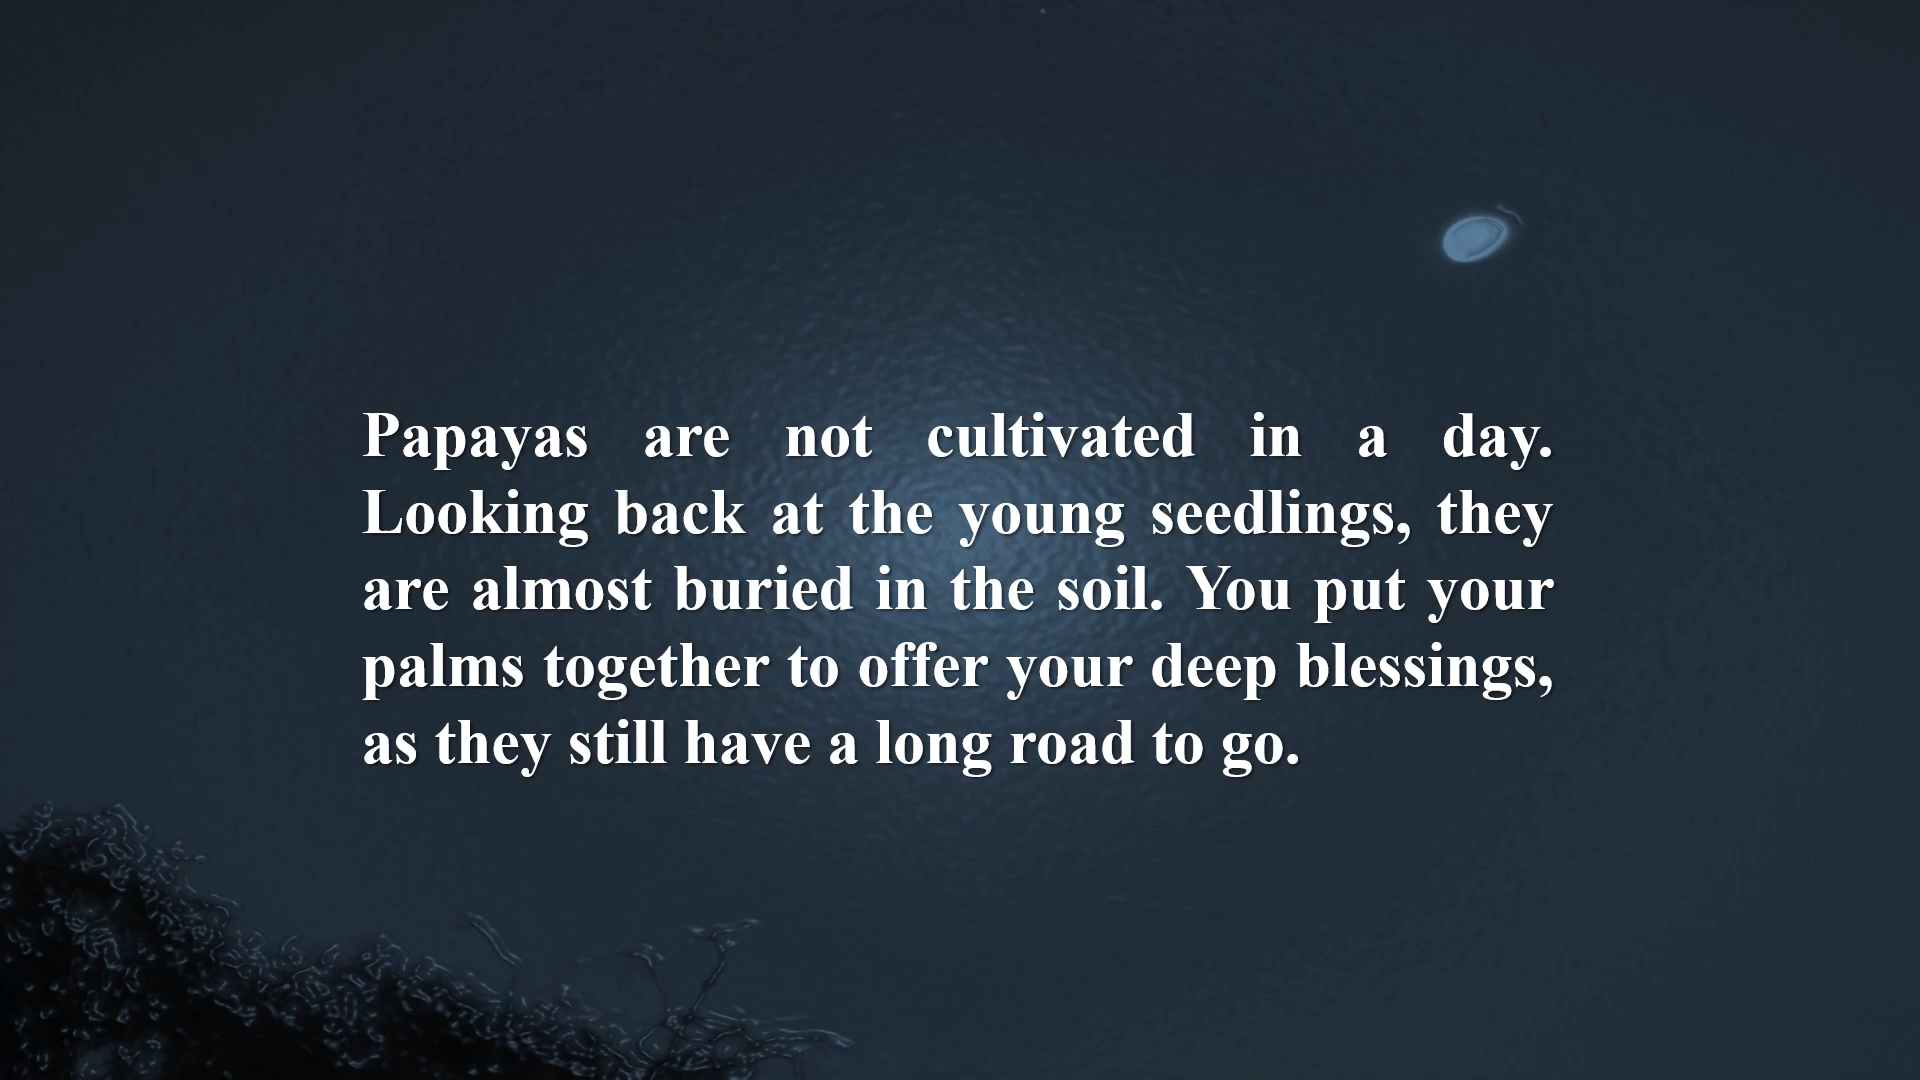 Papayas are not cultivated in a day.
Looking back at the young seedlings, they
are almost buried in the soil. You put your
palms together to offer your deep blessings,
as they still have a long road to go.